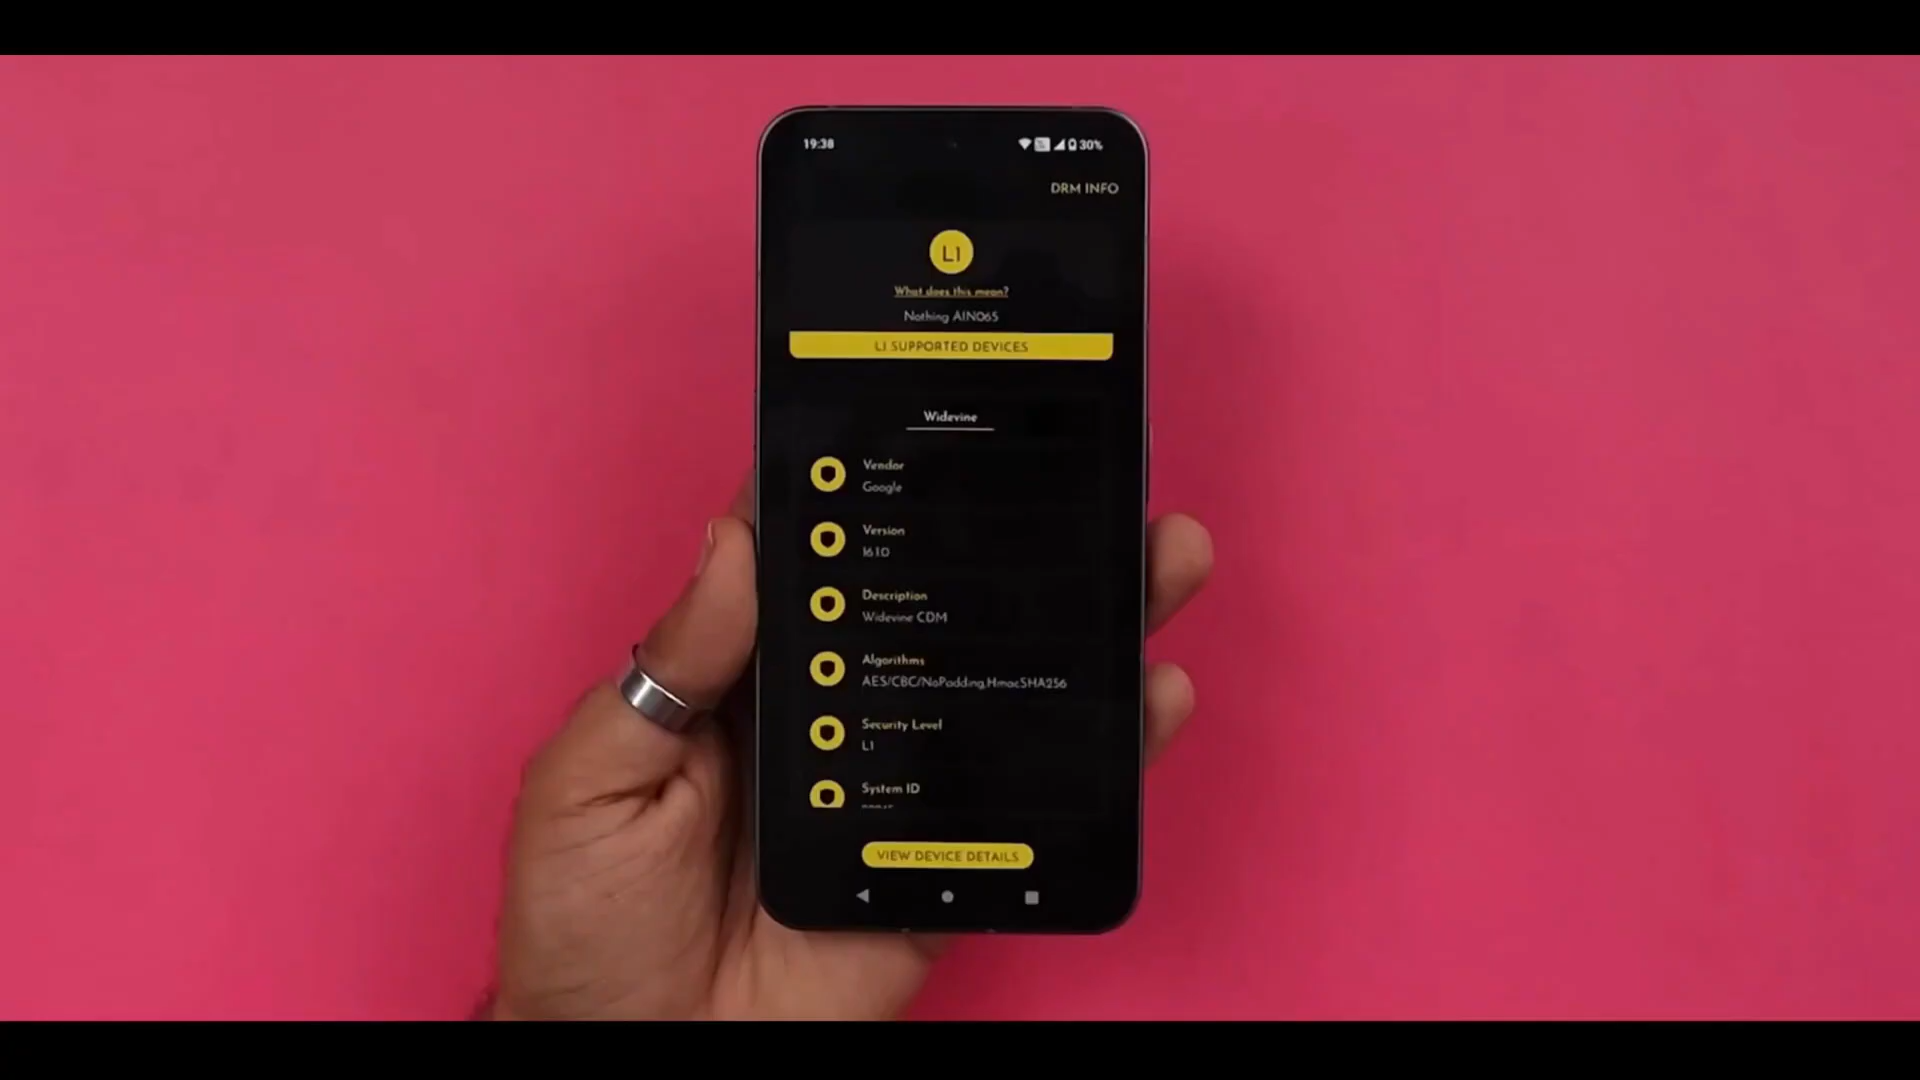 19:38
30%
DRM INFO
L1
What does this mean?
Nothing AIN065
L1 SUPPORTED DEVICES
Widevine
Vendor
Google
Version
16.1.0
Description
Widevine CDM
Algorithms
AES/CBC/NoPadding,HmacSHA256
Security Level
L1
System ID
VIEW DEVICE DETAILS